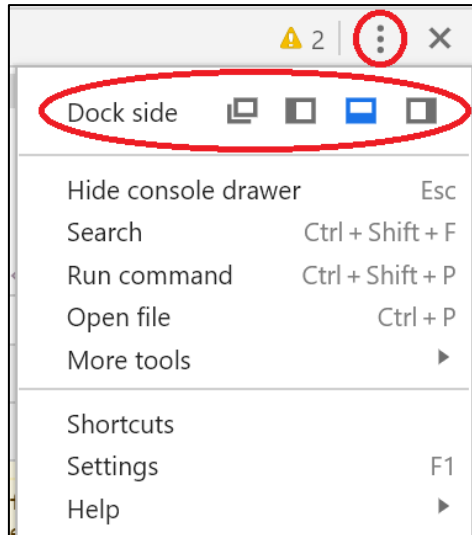 2
Dock side
Hide console drawer Esc
Search Ctrl + Shift + F
Run command Ctrl + Shift + P
Open file Ctrl + P
More tools
Shortcuts
Settings F1
Help